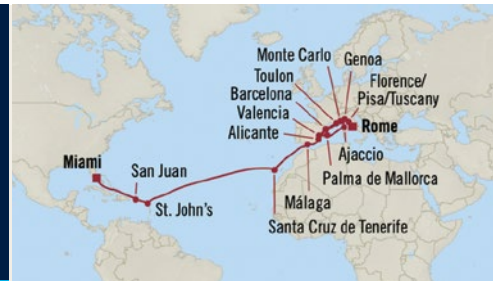 Monte Carlo
Genoa
Toulon
Florence/
Pisa/Tuscany
Barcelona
Valencia
Alicante
Rome
Ajaccio
Palma de Mallorca
Málaga
Santa Cruz de Tenerife
Miami
San Juan
St. John's